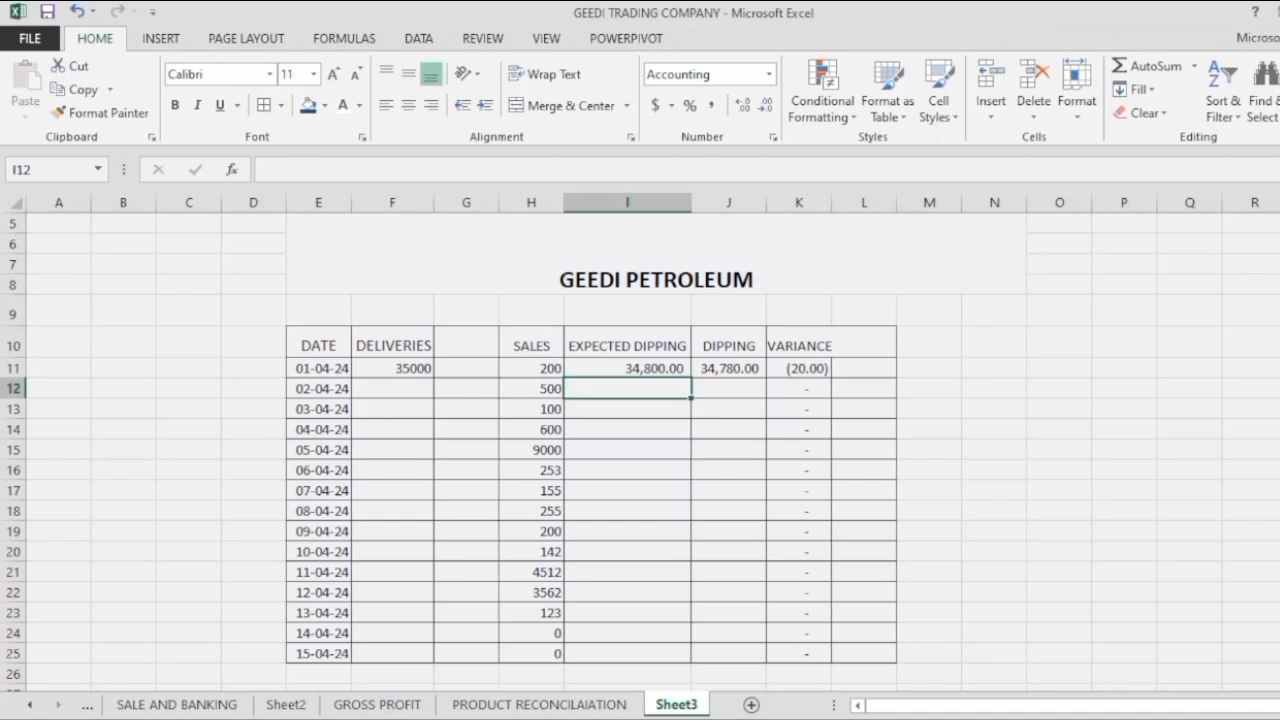 GEEDI TRADING COMPANY - Microsoft Excel ?
FILE HOME INSERT PAGE LAYOUT FORMULAS DATA REVIEW VIEW POWERPIVOT Microso
Cut
Copy
Format Painter
Paste
Clipboard
Calibri 11
B I U
Font
Wrap Text
Merge & Center
Alignment
Accounting
$ % ,
Number
Conditional Formatting
Format as Table
Cell Styles
Styles
Insert Delete Format
Cells
AutoSum
Fill
Clear
Sort & Filter
Find & Select
Editing
I12 fx
A B C D E F G H I J K L M N O P Q R
5
6
7
8 GEEDI PETROLEUM
9
10 DATE DELIVERIES SALES EXPECTED DIPPING DIPPING VARIANCE
11 01-04-24 35000 200 34,800.00 34,780.00 (20.00)
12 02-04-24 500 -
13 03-04-24 100 -
14 04-04-24 600 -
15 05-04-24 9000 -
16 06-04-24 253 -
17 07-04-24 155 -
18 08-04-24 255 -
19 09-04-24 200 -
20 10-04-24 142 -
21 11-04-24 4512 -
22 12-04-24 3562 -
23 13-04-24 123 -
24 14-04-24 0 -
25 15-04-24 0 -
26
... SALE AND BANKING Sheet2 GROSS PROFIT PRODUCT RECONCILAIATION Sheet3